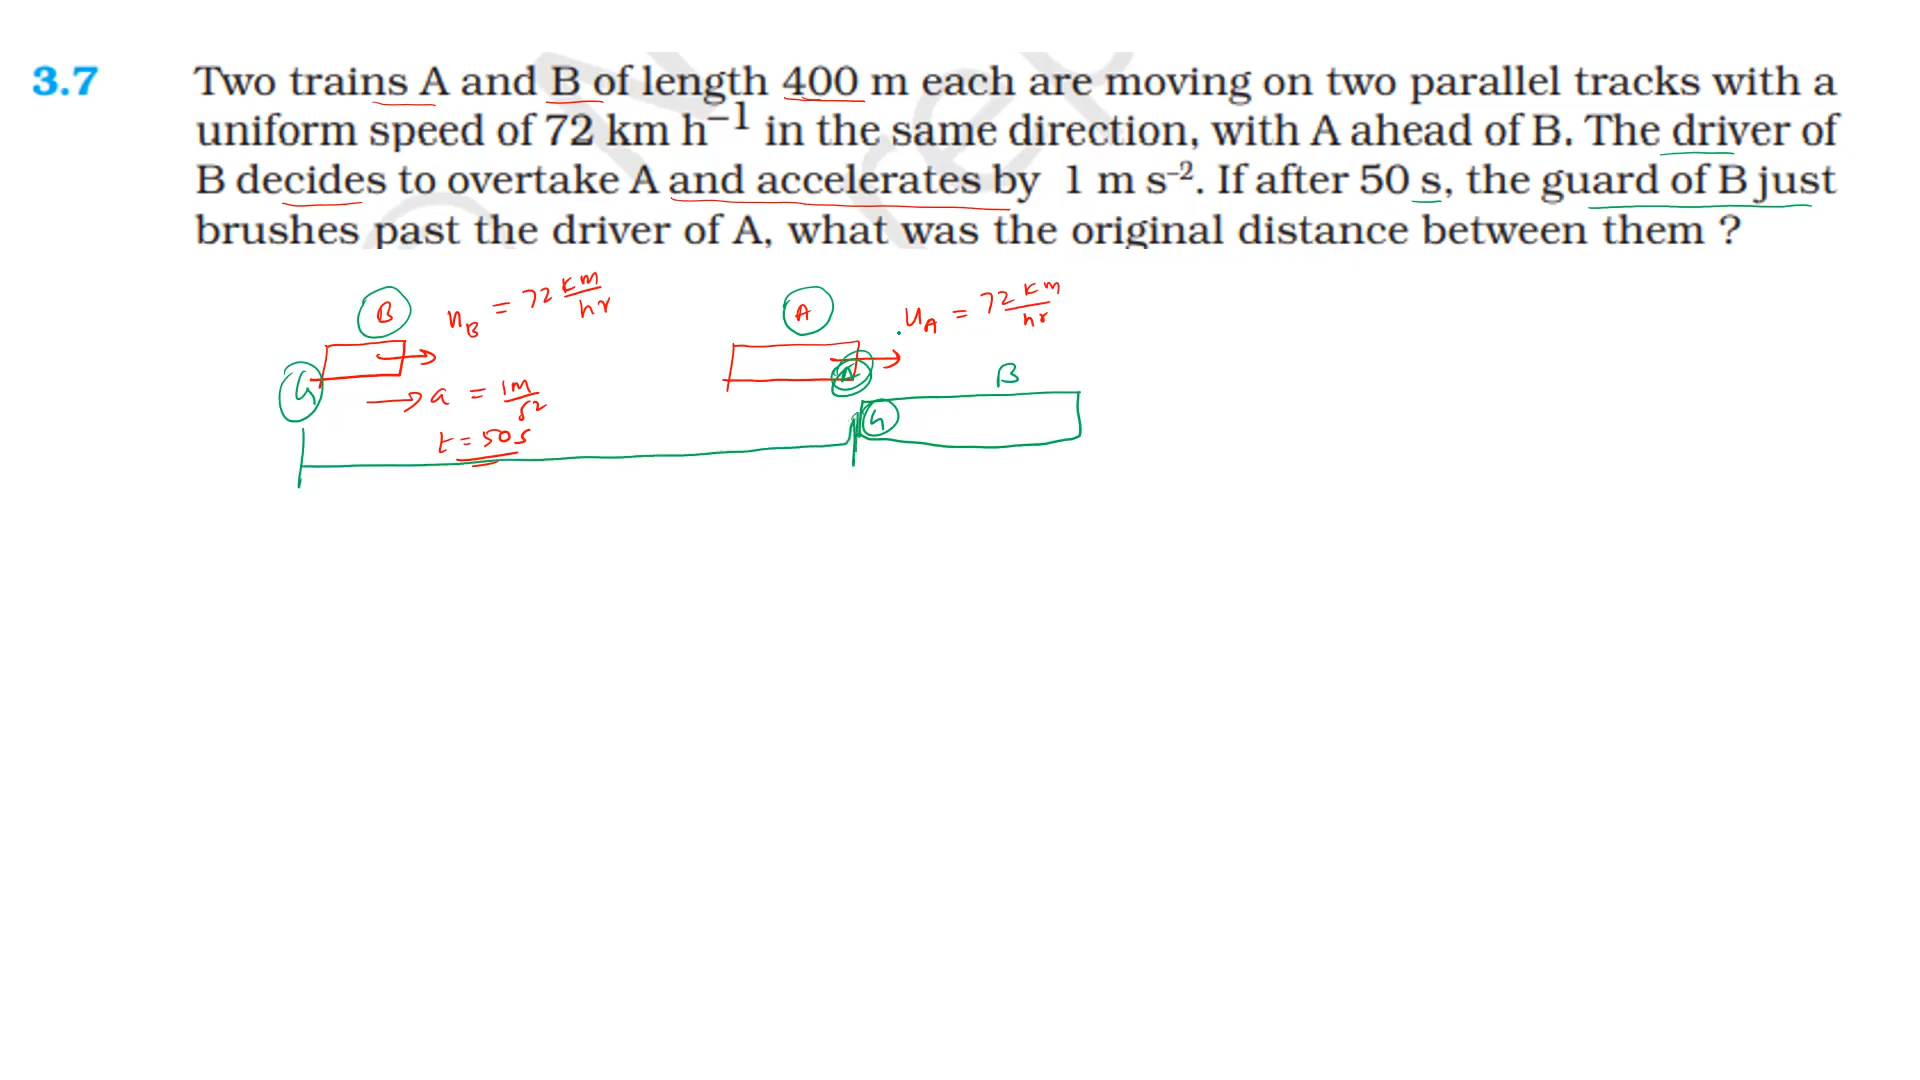 3.7 Two trains A and B of length 400 m each are moving on two parallel tracks with a
uniform speed of 72 km h⁻¹ in the same direction, with A ahead of B. The driver of
B decides to overtake A and accelerates by 1 m s⁻². If after 50 s, the guard of B just
brushes past the driver of A, what was the original distance between them ?
B u_B = 72 km/hr A u_A = 72 km/hr
G → a = 1m/s² B
t = 50s G